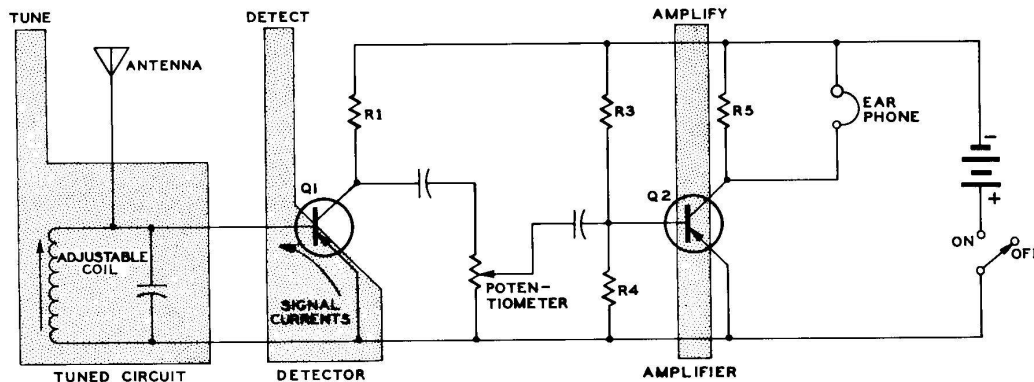 TUNE
DETECT
AMPLIFY
ANTENNA
R1
R3
R5
EAR
PHONE
-
Q1
Q2
+
ADJUSTABLE
COIL
ON
OFF
SIGNAL
CURRENTS
POTEN-
TIOMETER
R4
TUNED CIRCUIT
DETECTOR
AMPLIFIER